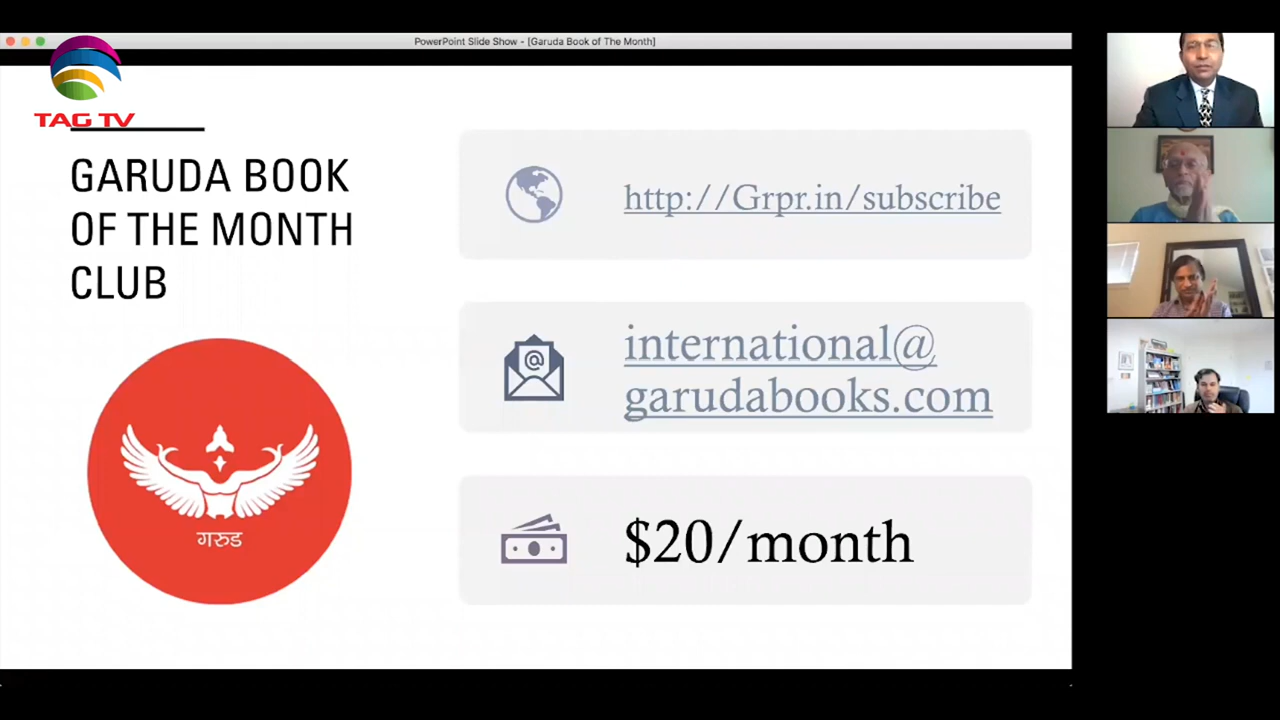 PowerPoint Slide Show - [Garuda Book of The Month]
TAG TV
GARUDA BOOK
OF THE MONTH
CLUB
गरुड
http://Grpr.in/subscribe
international@
garudabooks.com
$20/month